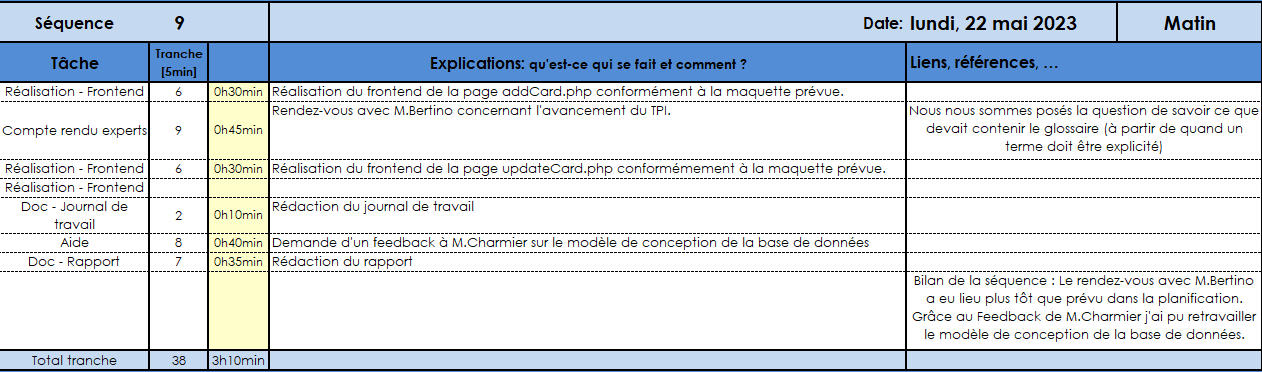 Séquence 9 Date: lundi, 22 mai 2023 Matin
Tâche Tranche [5min] Explications: qu'est-ce qui se fait et comment ? Liens, références, ...
Réalisation - Frontend 6 0h30min Réalisation du frontend de la page addCard.php conformément à la maquette prévue.
Compte rendu experts 9 0h45min Rendez-vous avec M.Bertino concernant l'avancement du TPI.
Nous nous sommes posés la question de savoir ce que
devait contenir le glossaire (à partir de quand un
terme doit être explicité)
Réalisation - Frontend 6 0h30min Réalisation du frontend de la page updateCard.php conformémement à la maquette prévue.
Réalisation - Frontend
Doc - Journal de
travail 2 0h10min Rédaction du journal de travail
Aide 8 0h40min Demande d'un feedback à M.Charmier sur le modèle de conception de la base de données
Doc - Rapport 7 0h35min Rédaction du rapport
Bilan de la séquence : Le rendez-vous avec M.Bertino
a eu lieu plus tôt que prévu dans la planification.
Grâce au Feedback de M.Charmier j'ai pu retravailler
le modèle de conception de la base de données.
Total tranche 38 3h10min